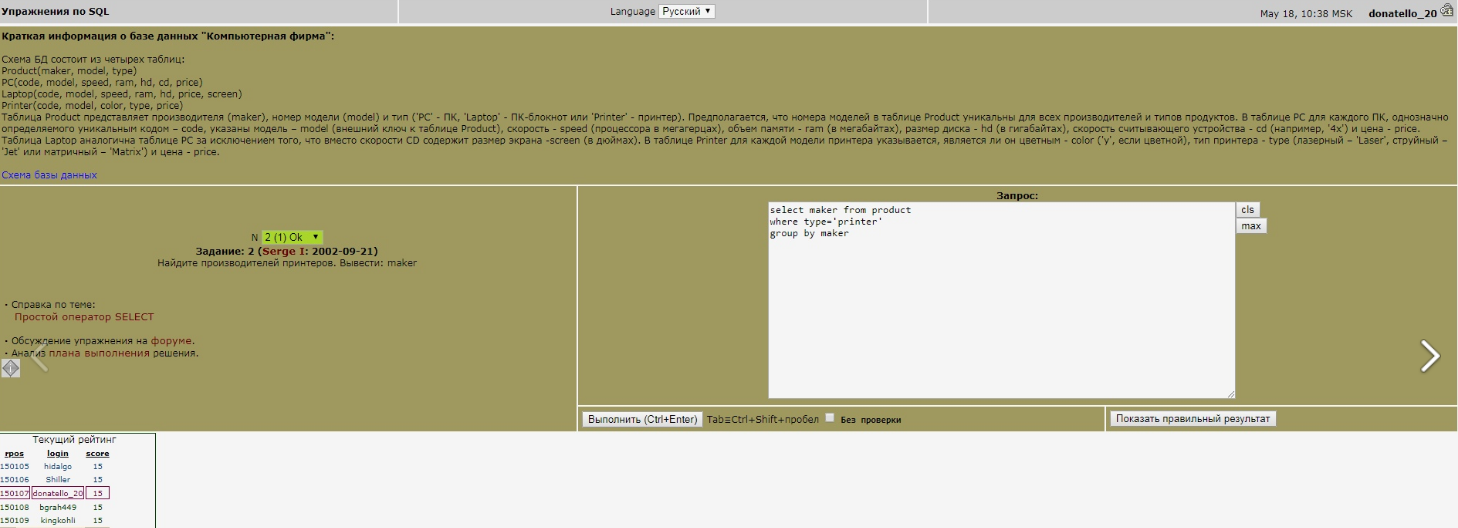 Упражнения по SQL
Language Русский
May 18, 10:38 MSK donatello_20
Краткая информация о базе данных "Компьютерная фирма":
Схема БД состоит из четырех таблиц:
Product(maker, model, type)
PC(code, model, speed, ram, hd, cd, price)
Laptop(code, model, speed, ram, hd, price, screen)
Printer(code, model, color, type, price)
Таблица Product представляет производителя (maker), номер модели (model) и тип ('PC' - ПК, 'Laptop' - ПК-блокнот или 'Printer' - принтер). Предполагается, что номера моделей в таблице Product уникальны для всех производителей и типов продуктов. В таблице PC для каждого ПК, однозначно
определяемого уникальным кодом – code, указаны модель – model (внешний ключ к таблице Product), скорость - speed (процессора в мегагерцах), объем памяти - ram (в мегабайтах), размер диска - hd (в гигабайтах), скорость считывающего устройства - cd (например, '4x') и цена - price.
Таблица Laptop аналогична таблице PC за исключением того, что вместо скорости CD содержит размер экрана -screen (в дюймах). В таблице Printer для каждой модели принтера указывается, является ли он цветным - color ('y', если цветной), тип принтера - type (лазерный – 'Laser', струйный –
'Jet' или матричный – 'Matrix') и цена - price.
Схема базы данных
N 2 (1) Ok
Задание: 2 (Serge I: 2002-09-21)
Найдите производителей принтеров. Вывести: maker
· Справка по теме:
Простой оператор SELECT
· Обсуждение упражнения на форуме.
· Анализ плана выполнения решения.
Запрос:
select maker from product
where type='printer'
group by maker
cls
max
Выполнить (Ctrl+Enter) Tab≡Ctrl+Shift+пробел Без проверки
Показать правильный результат
Текущий рейтинг
rpos login score
150105 hidalgo 15
150106 Shiller 15
150107 donatello_20 15
150108 bgrah449 15
150109 kingkohli 15